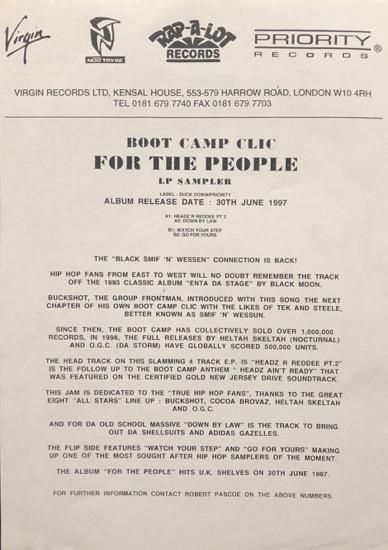 Virgin
NOO TRYBE
RAP-A-LOT
RECORDS
PRIORITY
RECORDS ®
VIRGIN RECORDS LTD, KENSAL HOUSE, 553-579 HARROW ROAD, LONDON W10 4RH
TEL 0181 679 7740 FAX 0181 679 7703
BOOT CAMP CLIC
FOR THE PEOPLE
LP SAMPLER
LABEL : DUCK DOWN/PRIORITY
ALBUM RELEASE DATE : 30TH JUNE 1997
A1: HEADZ R REDDEE PT 2
A2: DOWN BY LAW
B1: WATCH YOUR STEP
B2: GO FOR YOURS
THE "BLACK SMIF 'N' WESSEN" CONNECTION IS BACK!
HIP HOP FANS FROM EAST TO WEST WILL NO DOUBT REMEMBER THE TRACK
OFF THE 1993 CLASSIC ALBUM "ENTA DA STAGE" BY BLACK MOON.
BUCKSHOT, THE GROUP FRONTMAN, INTRODUCED WITH THIS SONG THE NEXT
CHAPTER OF HIS OWN BOOT CAMP CLIC WITH THE LIKES OF TEK AND STEELE,
BETTER KNOWN AS SMIF 'N' WESSUN.
SINCE THEN, THE BOOT CAMP HAS COLLECTIVELY SOLD OVER 1,000,000
RECORDS, IN 1996, THE FULL RELEASES BY HELTAH SKELTAH (NOCTURNAL)
AND O.G.C. (DA STORM) HAVE GLOBALLY SCORED 500,000 UNITS.
THE HEAD TRACK ON THIS SLAMMING 4 TRACK E.P. IS "HEADZ R REDDEE PT.2"
IS THE FOLLOW UP TO THE BOOT CAMP ANTHEM " HEADZ AIN'T READY" THAT
WAS FEATURED ON THE CERTIFIED GOLD NEW JERSEY DRIVE SOUNDTRACK.
THIS JAM IS DEDICATED TO THE "TRUE HIP HOP FANS", THANKS TO THE GREAT
EIGHT "ALL STARS" LINE UP : BUCKSHOT, COCOA BROVAZ, HELTAH SKELTAH
AND O.G.C.
AND FOR DA OLD SCHOOL MASSIVE "DOWN BY LAW" IS THE TRACK TO BRING
OUT DA SHELLSUITS AND ADIDAS GAZELLES.
THE FLIP SIDE FEATURES "WATCH YOUR STEP" AND "GO FOR YOURS" MAKING
UP ONE OF THE MOST SOUGHT AFTER HIP HOP SAMPLERS OF THE MOMENT.
THE ALBUM "FOR THE PEOPLE" HITS U.K. SHELVES ON 30TH JUNE 1997.
FOR FURTHER INFORMATION CONTACT ROBERT PASCOE ON THE ABOVE NUMBERS.